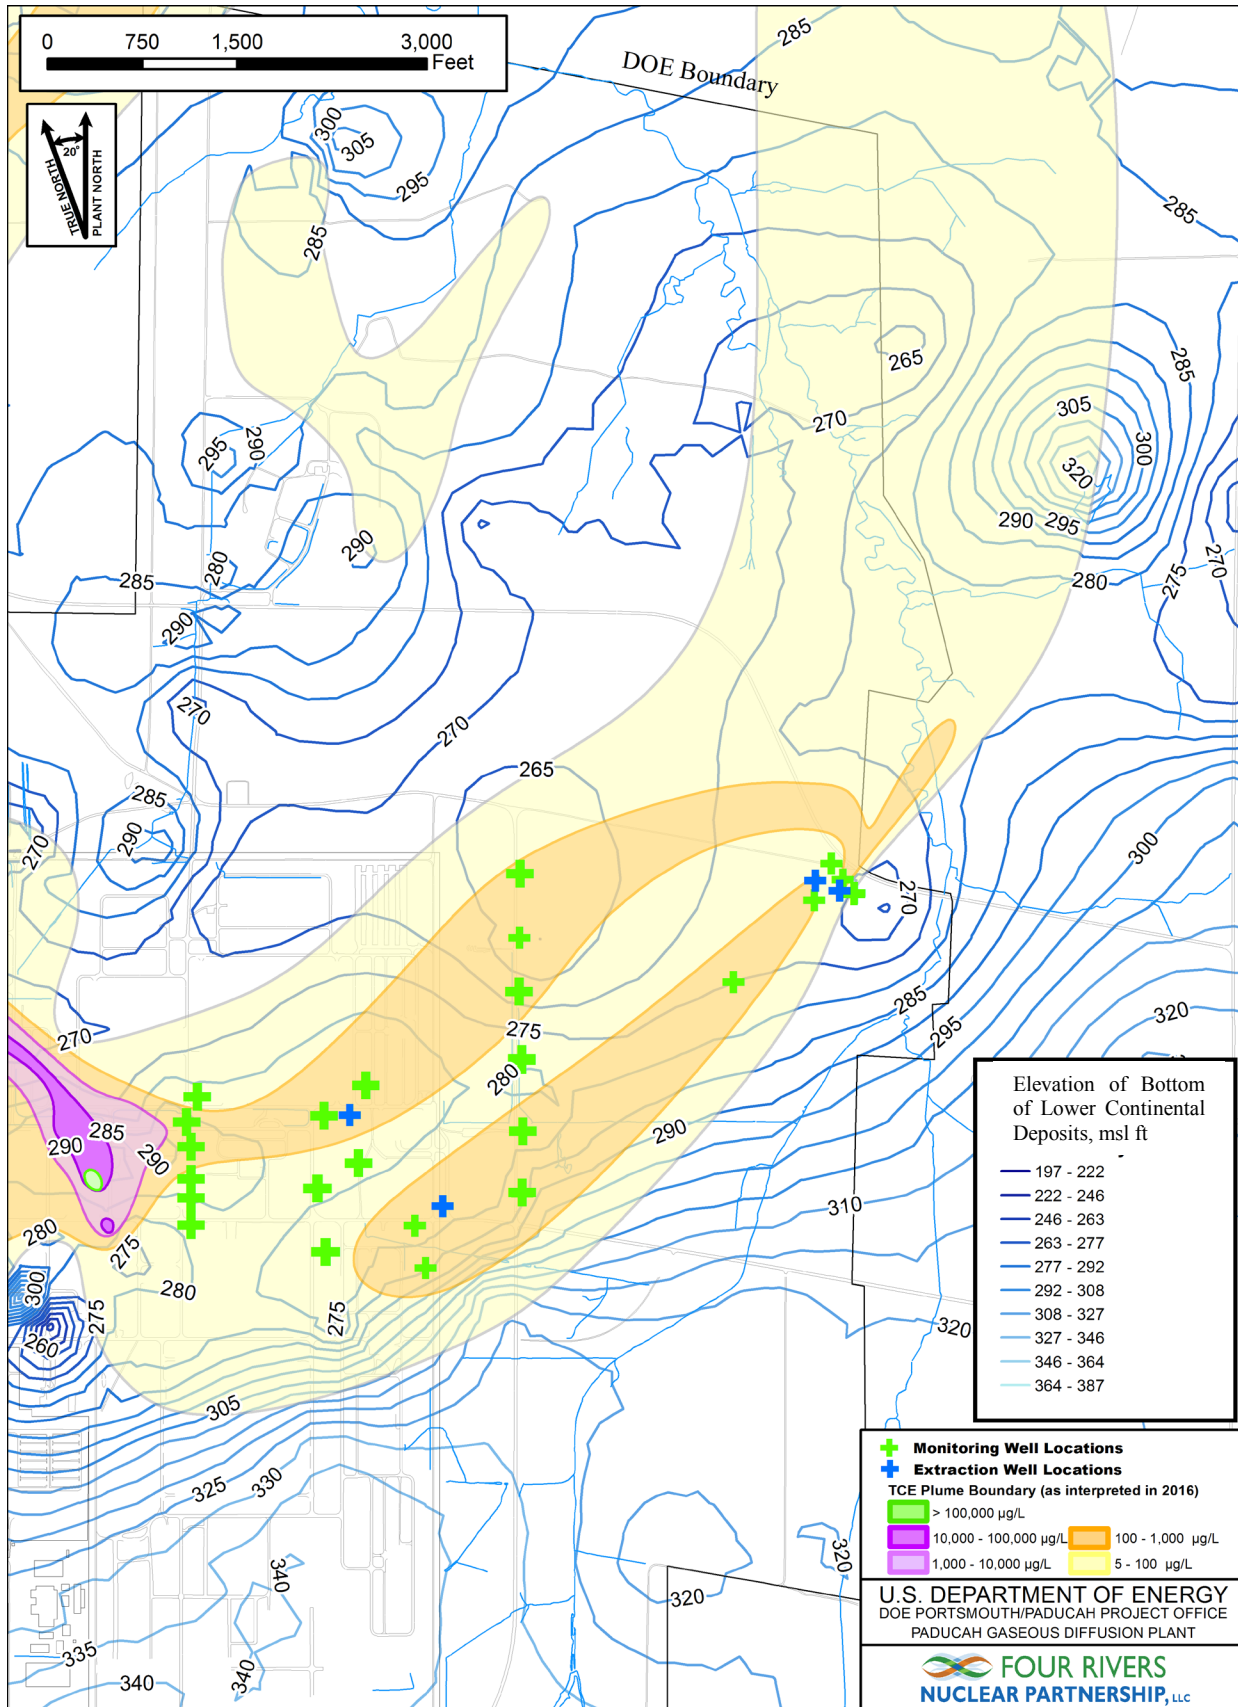 0 750 1,500 3,000
Feet
DOE Boundary
285
300
305
295
20°
TRUE NORTH
PLANT NORTH
285
285
265
285
305
270
300
290
295
320
290
295
290
280
285
280
275
270
290
270
270
265
285
290
270
300
270
285
320
295
275
270
280
285
290
290
290
310
280
275
280
275
300
275
260
320
305
325
330
340
320
320
335
340
340
Elevation of Bottom
of Lower Continental
Deposits, msl ft
197 - 222
222 - 246
246 - 263
263 - 277
277 - 292
292 - 308
308 - 327
327 - 346
346 - 364
364 - 387
Monitoring Well Locations
Extraction Well Locations
TCE Plume Boundary (as interpreted in 2016)
> 100,000 µg/L
10,000 - 100,000 µg/L 100 - 1,000 µg/L
1,000 - 10,000 µg/L 5 - 100 µg/L
U.S. DEPARTMENT OF ENERGY
DOE PORTSMOUTH/PADUCAH PROJECT OFFICE
PADUCAH GASEOUS DIFFUSION PLANT
FOUR RIVERS
NUCLEAR PARTNERSHIP, LLC